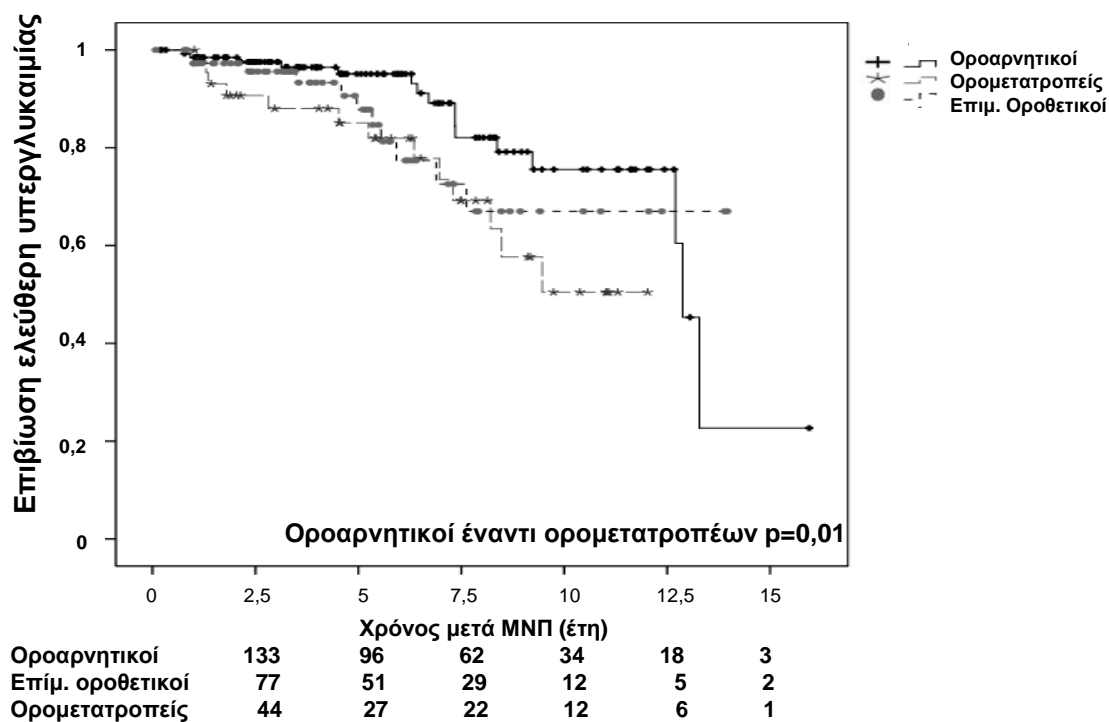 Επιβίωση ελεύθερη υπεργλυκαιμίας
1
0,8
0,6
0,4
0,2
0
Οροαρνητικοί
Ορομετατροπείς
Επιμ. Οροθετικοί
Οροαρνητικοί έναντι ορομετατροπέων p=0,01
0 2,5 5 7,5 10 12,5 15
Χρόνος μετά ΜΝΠ (έτη)
Οροαρνητικοί 133 96 62 34 18 3
Επίμ. οροθετικοί 77 51 29 12 5 2
Ορομετατροπείς 44 27 22 12 6 1